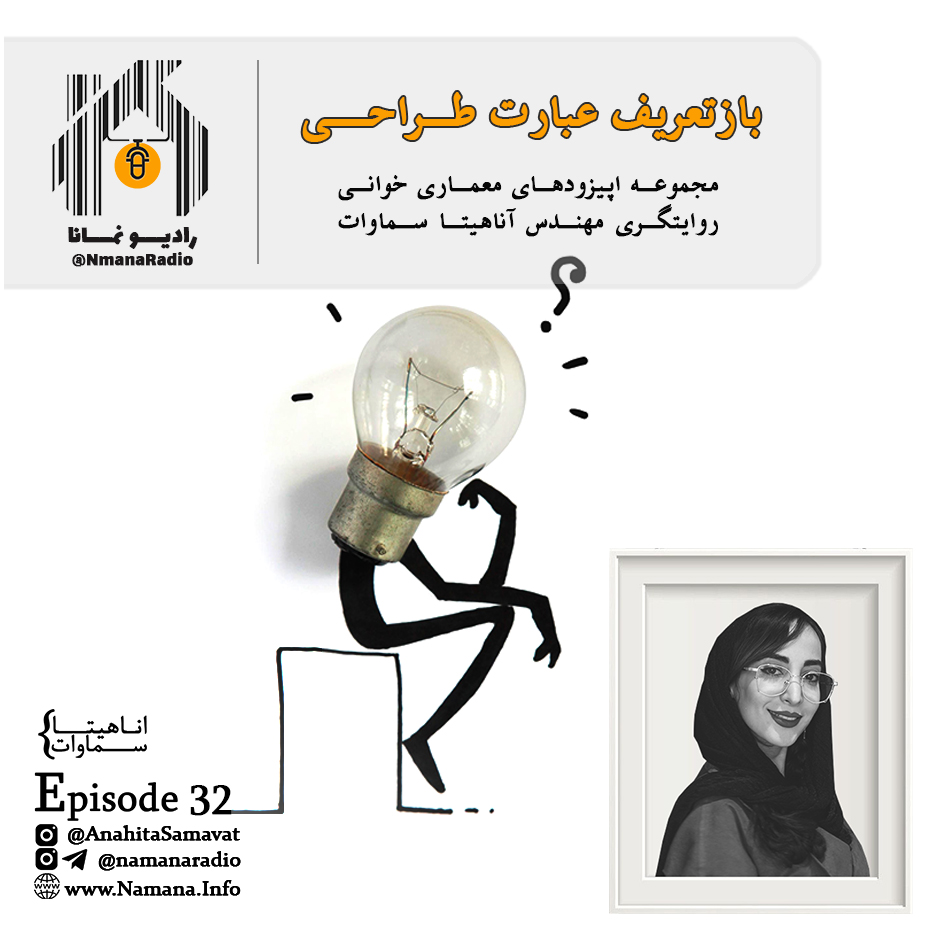 بازتعریف عبارت طراحی
مجموعه اپیزودهای معماری خوانی
روایتگری مهندس آناهیتا سماوات
رادیو نمانا
@NmanaRadio
؟
اناهیتا
سماوات}
Episode 32
@AnahitaSamavat
@namanaradio
www.Namana.Info